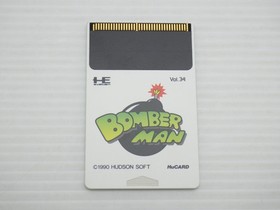 Vol. 34
BOMBER
MAN
©1990 HUDSON SOFT
HuCARD